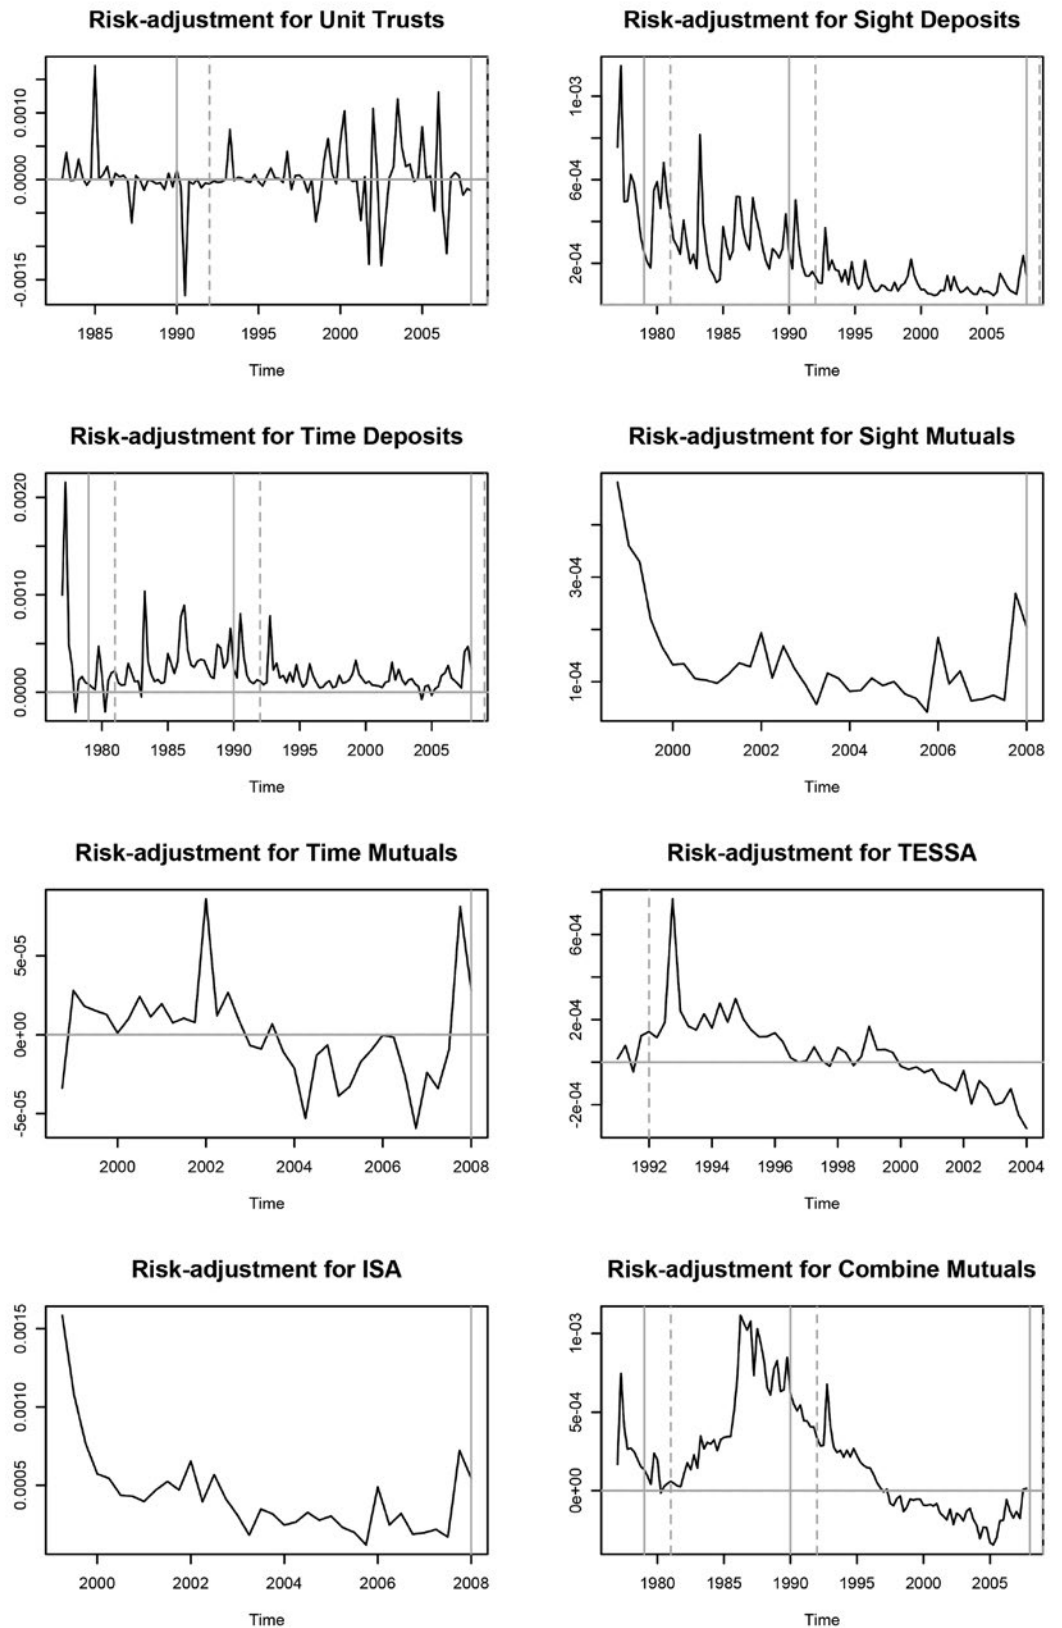 Risk-adjustment for Unit Trusts
0.0010
0.0000
-0.0015
1985 1990 1995 2000 2005
Time
Risk-adjustment for Sight Deposits
1e-03
6e-04
2e-04
1980 1985 1990 1995 2000 2005
Time
Risk-adjustment for Time Deposits
0.0020
0.0010
0.0000
1980 1985 1990 1995 2000 2005
Time
Risk-adjustment for Sight Mutuals
3e-04
1e-04
2000 2002 2004 2006 2008
Time
Risk-adjustment for Time Mutuals
5e-05
0e+00
-5e-05
2000 2002 2004 2006 2008
Time
Risk-adjustment for TESSA
6e-04
2e-04
-2e-04
1992 1994 1996 1998 2000 2002 2004
Time
Risk-adjustment for ISA
0.0015
0.0010
0.0005
2000 2002 2004 2006 2008
Time
Risk-adjustment for Combine Mutuals
1e-03
5e-04
0e+00
1980 1985 1990 1995 2000 2005
Time